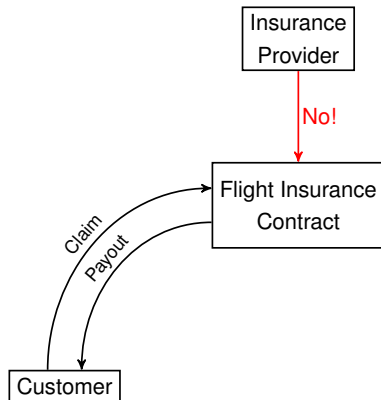 Insurance
Provider
No!
Flight Insurance
Contract
Claim
Payout
Customer